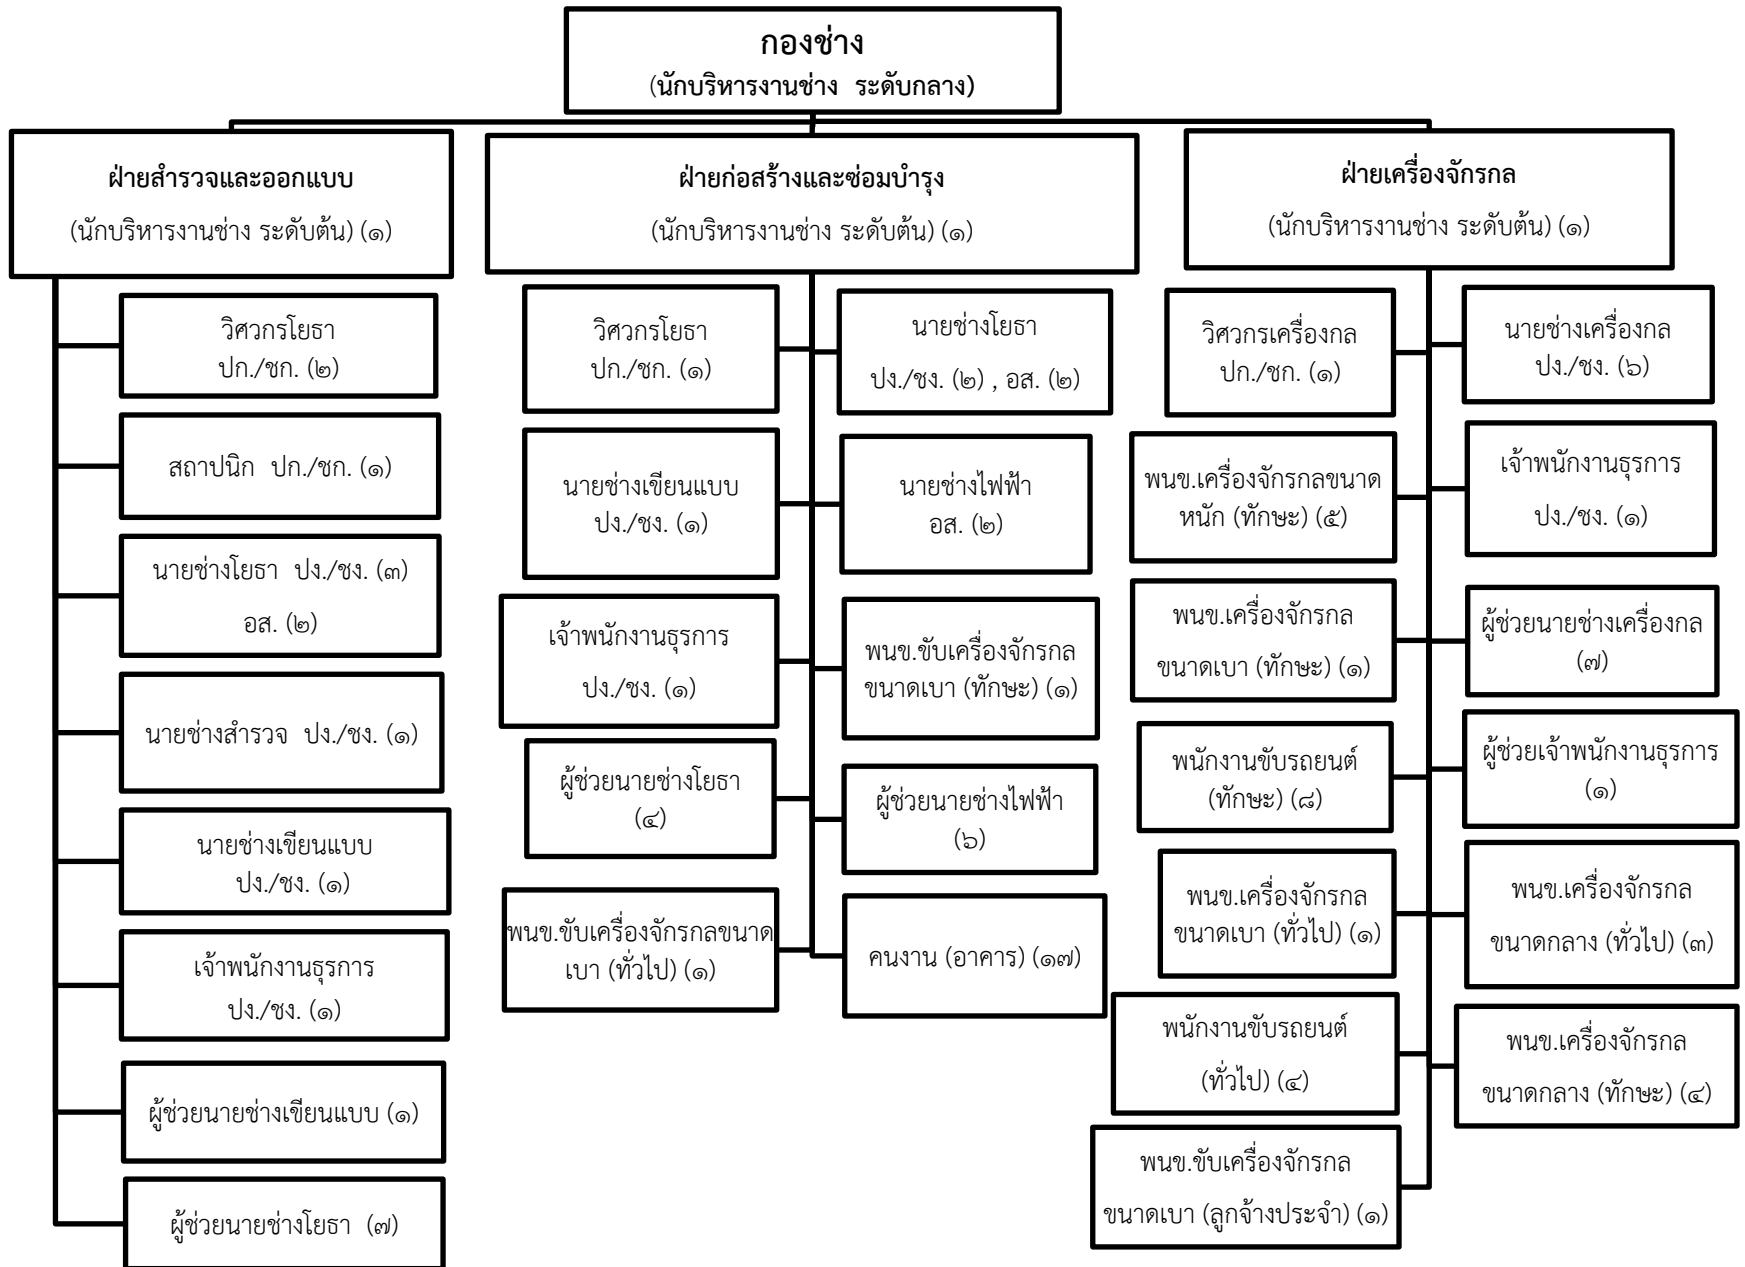 กองช่าง
(นักบริหารงานช่าง ระดับกลาง)
ฝ่ายสำรวจและออกแบบ
(นักบริหารงานช่าง ระดับต้น) (๑)
วิศวกรโยธา
ปก./ชก. (๒)
สถาปนิก ปก./ชก. (๑)
นายช่างโยธา ปง./ชง. (๓)
อส. (๒)
นายช่างสำรวจ ปง./ชง. (๑)
นายช่างเขียนแบบ
ปง./ชง. (๑)
เจ้าพนักงานธุรการ
ปง./ชง. (๑)
ผู้ช่วยนายช่างเขียนแบบ (๑)
ผู้ช่วยนายช่างโยธา (๗)
ฝ่ายก่อสร้างและซ่อมบำรุง
(นักบริหารงานช่าง ระดับต้น) (๑)
วิศวกรโยธา
ปก./ชก. (๑)
นายช่างโยธา
ปง./ชง. (๒) , อส. (๒)
นายช่างเขียนแบบ
ปง./ชง. (๑)
นายช่างไฟฟ้า
อส. (๒)
เจ้าพนักงานธุรการ
ปง./ชง. (๑)
พนข.ขับเครื่องจักรกล
ขนาดเบา (ทักษะ) (๑)
ผู้ช่วยนายช่างโยธา
(๔)
ผู้ช่วยนายช่างไฟฟ้า
(๖)
พนข.ขับเครื่องจักรกลขนาด
เบา (ทั่วไป) (๑)
คนงาน (อาคาร) (๑๗)
ฝ่ายเครื่องจักรกล
(นักบริหารงานช่าง ระดับต้น) (๑)
วิศวกรเครื่องกล
ปก./ชก. (๑)
นายช่างเครื่องกล
ปง./ชง. (๖)
พนข.เครื่องจักรกลขนาด
หนัก (ทักษะ) (๕)
เจ้าพนักงานธุรการ
ปง./ชง. (๑)
พนข.เครื่องจักรกล
ขนาดเบา (ทักษะ) (๑)
ผู้ช่วยนายช่างเครื่องกล
(๗)
พนักงานขับรถยนต์
(ทักษะ) (๘)
ผู้ช่วยเจ้าพนักงานธุรการ
(๑)
พนข.เครื่องจักรกล
ขนาดเบา (ทั่วไป) (๑)
พนข.เครื่องจักรกล
ขนาดกลาง (ทั่วไป) (๓)
พนักงานขับรถยนต์
(ทั่วไป) (๔)
พนข.เครื่องจักรกล
ขนาดกลาง (ทักษะ) (๔)
พนข.ขับเครื่องจักรกล
ขนาดเบา (ลูกจ้างประจำ) (๑)